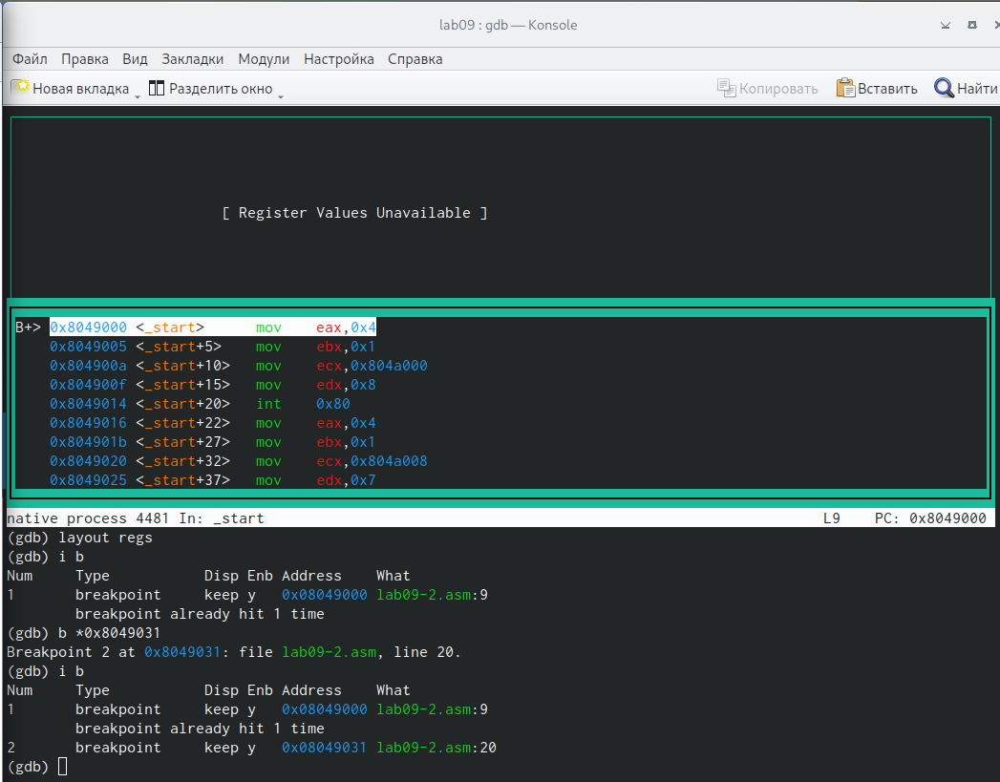 lab09 : gdb — Konsole
Файл Правка Вид Закладки Модули Настройка Справка
Новая вкладка Разделить окно Копировать Вставить Найти
[ Register Values Unavailable ]
B+> 0x8049000 <_start> mov eax,0x4
0x8049005 <_start+5> mov ebx,0x1
0x804900a <_start+10> mov ecx,0x804a000
0x804900f <_start+15> mov edx,0x8
0x8049014 <_start+20> int 0x80
0x8049016 <_start+22> mov eax,0x4
0x804901b <_start+27> mov ebx,0x1
0x8049020 <_start+32> mov ecx,0x804a008
0x8049025 <_start+37> mov edx,0x7
native process 4481 In: _start L9 PC: 0x8049000
(gdb) layout regs
(gdb) i b
Num Type Disp Enb Address What
1 breakpoint keep y 0x08049000 lab09-2.asm:9
breakpoint already hit 1 time
(gdb) b *0x8049031
Breakpoint 2 at 0x8049031: file lab09-2.asm, line 20.
(gdb) i b
Num Type Disp Enb Address What
1 breakpoint keep y 0x08049000 lab09-2.asm:9
breakpoint already hit 1 time
2 breakpoint keep y 0x08049031 lab09-2.asm:20
(gdb)